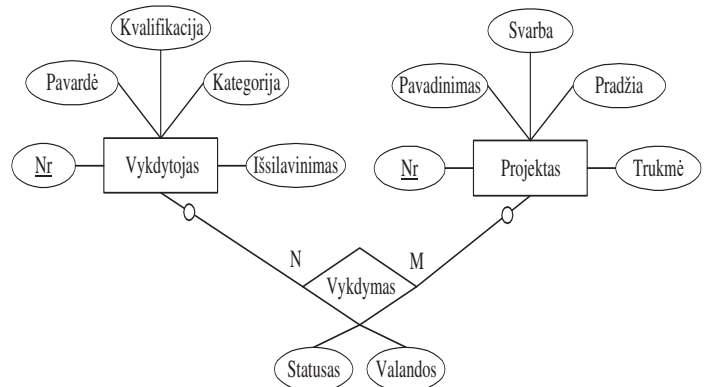 Kvalifikacija
Pavardė
Kategorija
Nr
Vykdytojas
Išsilavinimas
Svarba
Pavadinimas
Pradžia
Nr
Projektas
Trukmė
N
M
Vykdymas
Statusas
Valandos